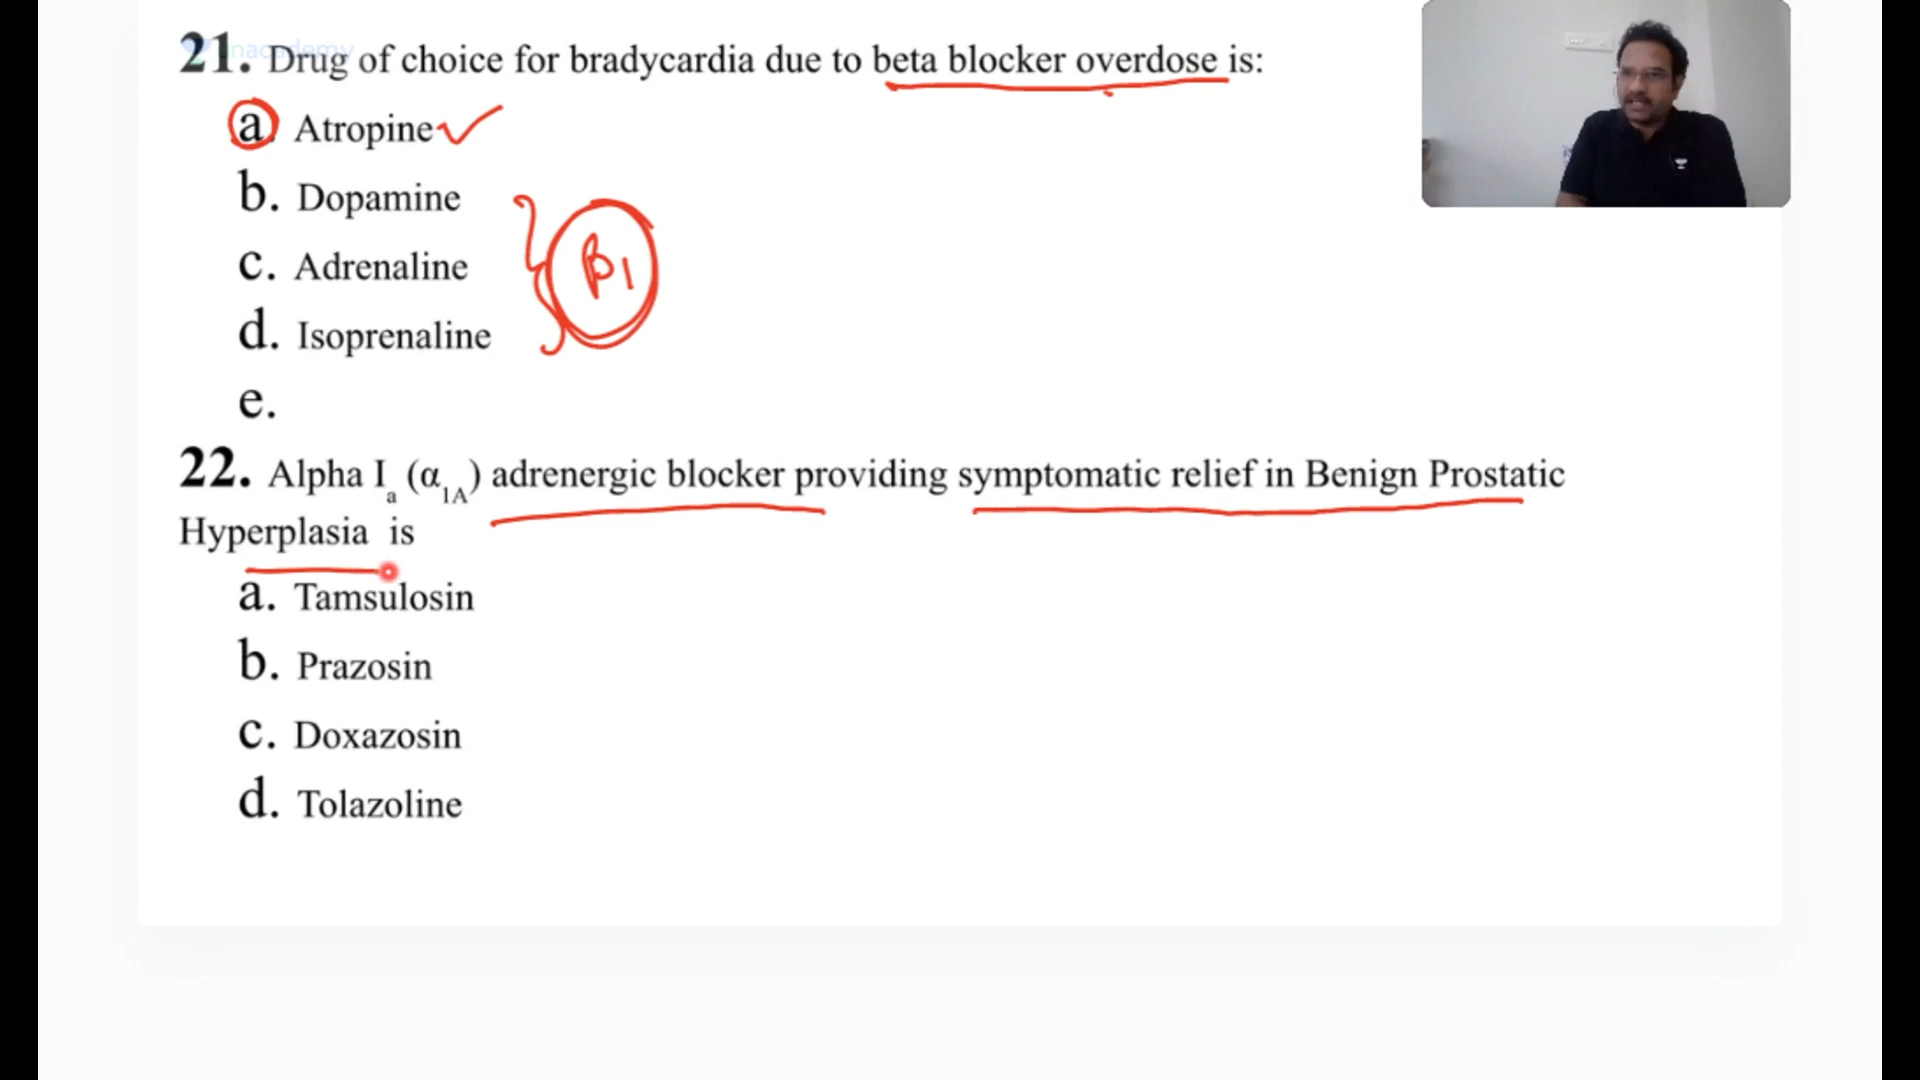 21. Drug of choice for bradycardia due to beta blocker overdose is:
a. Atropine
b. Dopamine
c. Adrenaline
β1
d. Isoprenaline
e.
22. Alpha Iₐ (α1A) adrenergic blocker providing symptomatic relief in Benign Prostatic
Hyperplasia is
a. Tamsulosin
b. Prazosin
c. Doxazosin
d. Tolazoline